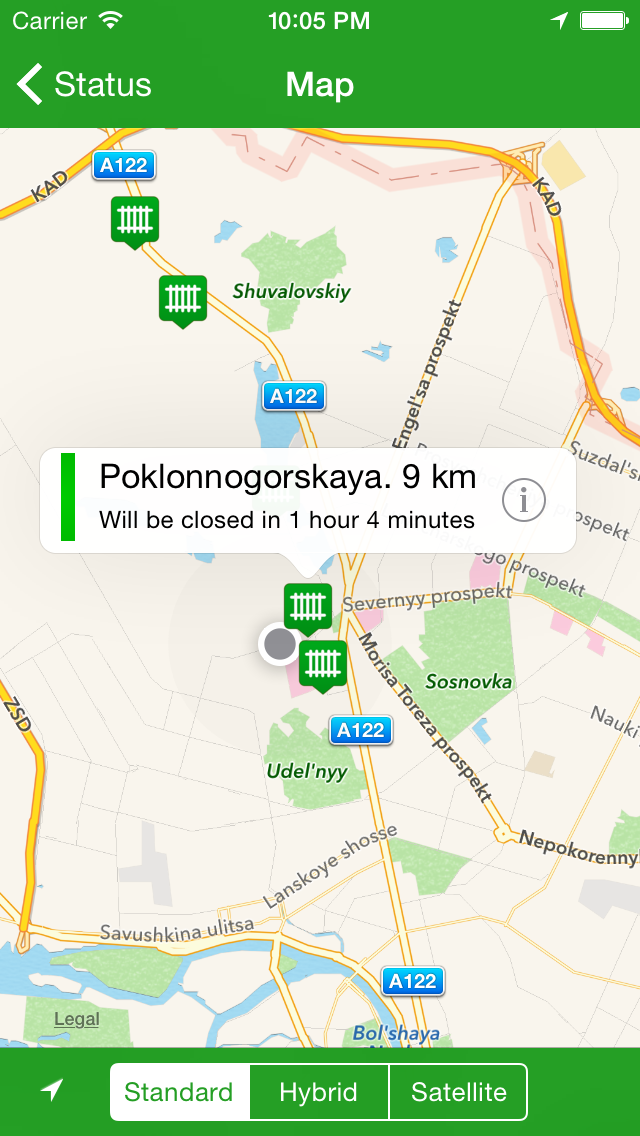 Carrier 10:05 PM
Status Map
KAD
A122
KAD
Shuvalovskiy
Engel'sa prospekt
A122
Suzdal's
Poklonnogorskaya. 9 km
Will be closed in 1 hour 4 minutes
prospekt
prospekt
Severnyy prospekt
Morisa Toreza prospekt
Sosnovka
ZSD
A122
Nauki
Udel'nyy
Nepokorenny
Lanskoye shosse
Savushkina ulitsa
A122
Legal
Bol'shaya
Standard Hybrid Satellite